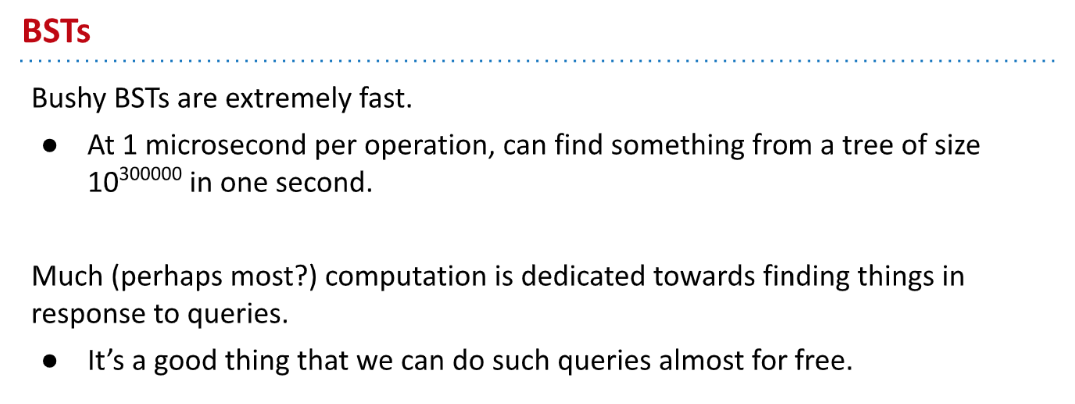 BSTs
Bushy BSTs are extremely fast.
● At 1 microsecond per operation, can find something from a tree of size
10³⁰⁰⁰⁰⁰ in one second.
Much (perhaps most?) computation is dedicated towards finding things in
response to queries.
● It’s a good thing that we can do such queries almost for free.